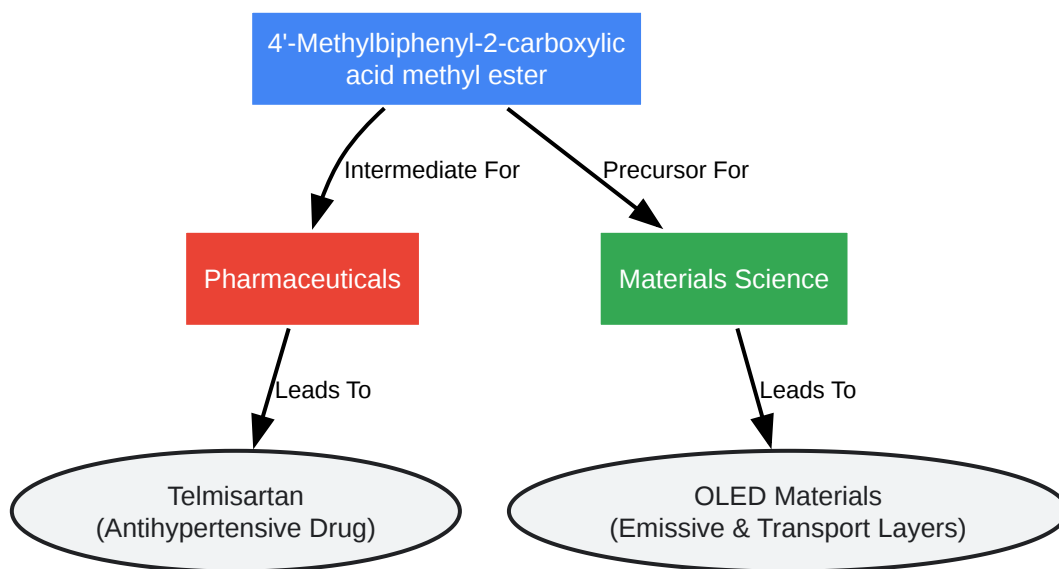 4'-Methylbiphenyl-2-carboxylic
acid methyl ester
Intermediate For
Precursor For
Pharmaceuticals
Materials Science
Leads To
Leads To
Telmisartan
(Antihypertensive Drug)
OLED Materials
(Emissive & Transport Layers)